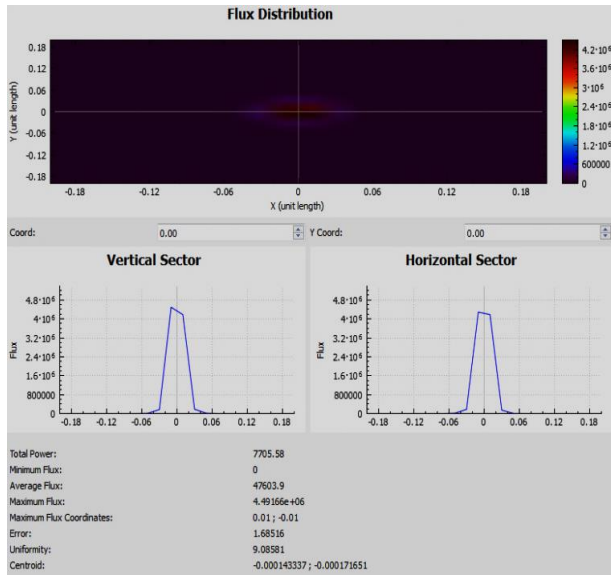 Flux Distribution
0.18
0.12
0.06
0
-0.06
-0.12
-0.18
Y (unit length)
-0.18 -0.12 -0.06 0 0.06 0.12 0.18
X (unit length)
4.2·10⁶
3.6·10⁶
3·10⁶
2.4·10⁶
1.8·10⁶
1.2·10⁶
600000
0
Coord: 0.00 Y Coord: 0.00
Vertical Sector
4.8·10⁶
4·10⁶
3.2·10⁶
2.4·10⁶
1.6·10⁶
800000
0
Flux
-0.18 -0.12 -0.06 0 0.06 0.12 0.18
Horizontal Sector
4.8·10⁶
4·10⁶
3.2·10⁶
2.4·10⁶
1.6·10⁶
800000
0
Flux
-0.18 -0.12 -0.06 0 0.06 0.12 0.18
Total Power: 7705.58
Minimum Flux: 0
Average Flux: 47603.9
Maximum Flux: 4.49166e+06
Maximum Flux Coordinates: 0.01 ; -0.01
Error: 1.68516
Uniformity: 9.08581
Centroid: -0.000143337 ; -0.000171651